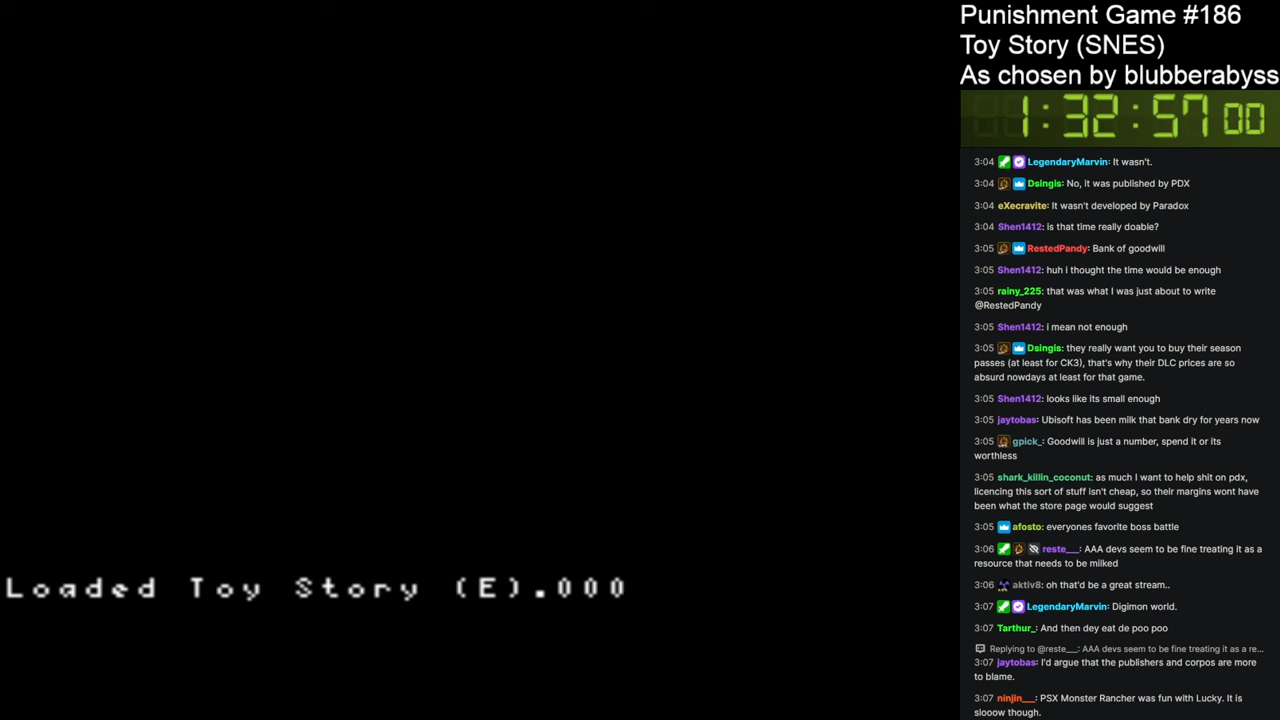 Punishment Game #186
Toy Story (SNES)
As chosen by blubberabyss
1:32:57 00
3:04 LegendaryMarvin: It wasn't.
3:04 Dsingis: No, it was published by PDX
3:04 eXecravite: It wasn't developed by Paradox
3:04 Shen1412: is that time really doable?
3:05 RestedPandy: Bank of goodwill
3:05 Shen1412: huh i thought the time would be enough
3:05 rainy_225: that was what I was just about to write
@RestedPandy
3:05 Shen1412: i mean not enough
3:05 Dsingis: they really want you to buy their season
passes (at least for CK3), that's why their DLC prices are so
absurd nowdays at least for that game.
3:05 Shen1412: looks like its small enough
3:05 jaytobas: Ubisoft has been milk that bank dry for years now
3:05 gpick_: Goodwill is just a number, spend it or its
worthless
3:05 shark_killin_coconut: as much I want to help shit on pdx,
licencing this sort of stuff isn't cheap, so their margins wont have
been what the store page would suggest
3:05 afosto: everyones favorite boss battle
3:06 reste___: AAA devs seem to be fine treating it as a
resource that needs to be milked
3:06 aktiv8: oh that'd be a great stream..
3:07 LegendaryMarvin: Digimon world.
3:07 Tarthur_: And then dey eat de poo poo
Replying to @reste___: AAA devs seem to be fine treating it as a re...
3:07 jaytobas: I'd argue that the publishers and corpos are more
to blame.
3:07 ninjin___: PSX Monster Rancher was fun with Lucky. It is
slooow though.
Loaded Toy Story (E).000